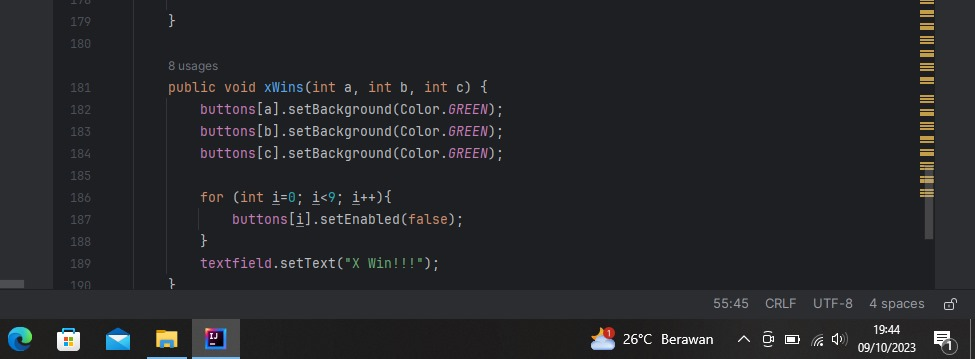 179 }
180
8 usages
181 public void xWins(int a, int b, int c) {
182 buttons[a].setBackground(Color.GREEN);
183 buttons[b].setBackground(Color.GREEN);
184 buttons[c].setBackground(Color.GREEN);
185
186 for (int i=0; i<9; i++){
187 buttons[i].setEnabled(false);
188 }
189 textfield.setText("X Win!!!");
190 }
55:45 CRLF UTF-8 4 spaces
IJ 1 26°C Berawan 19:44
09/10/2023 1